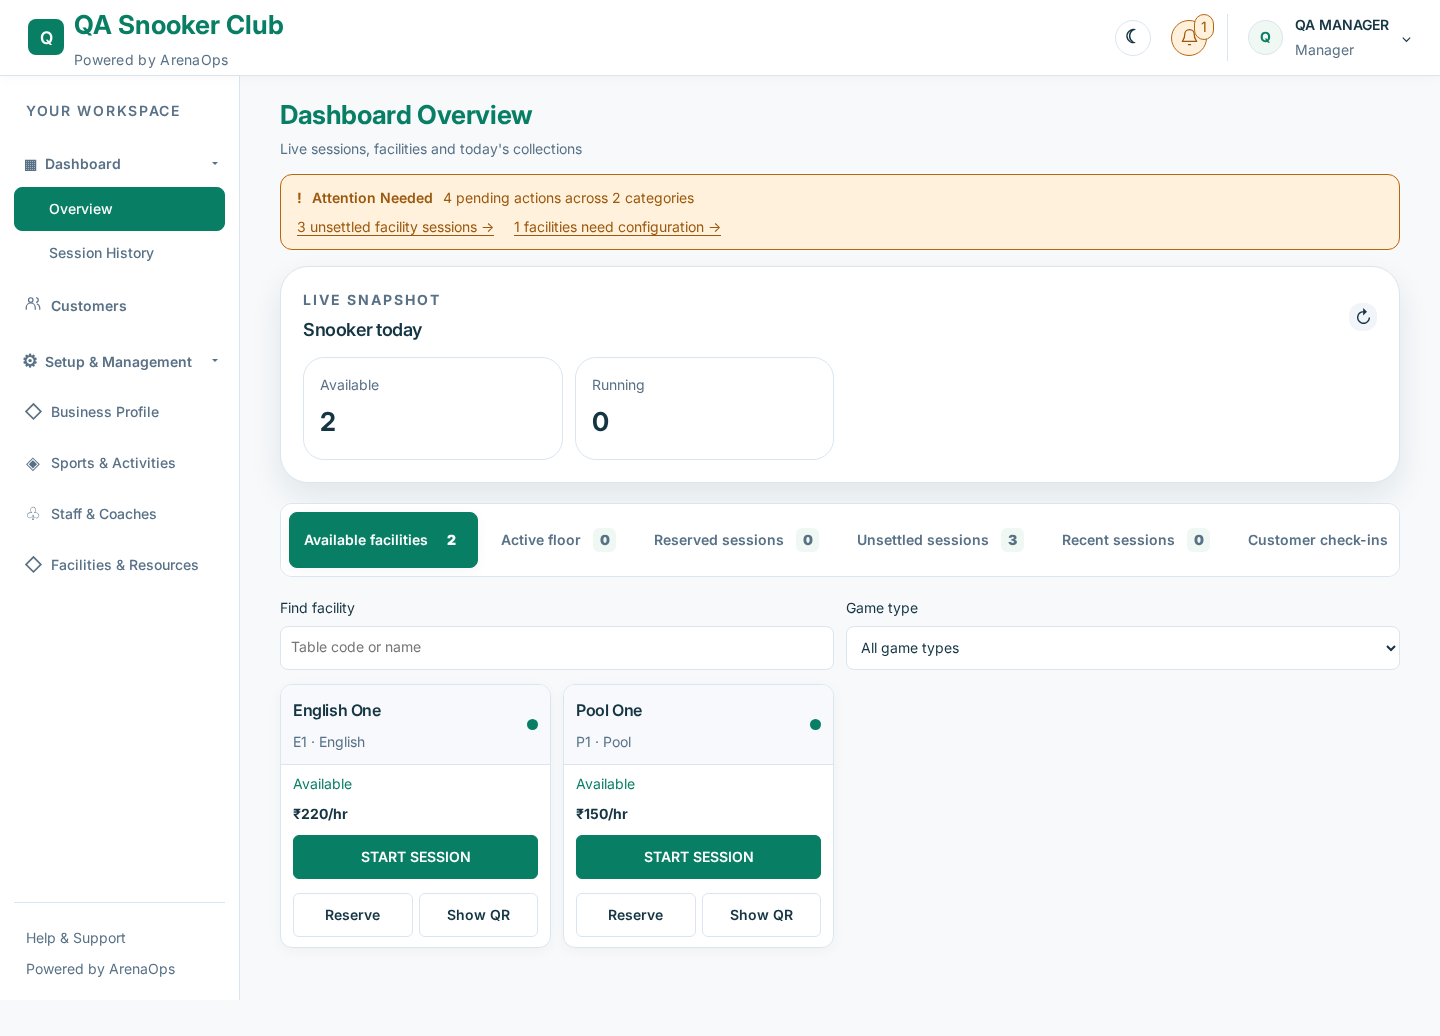 Q
QA Snooker Club
Powered by ArenaOps
1
Q
QA MANAGER
Manager
YOUR WORKSPACE
Dashboard
Overview
Session History
Customers
Setup & Management
Business Profile
Sports & Activities
Staff & Coaches
Facilities & Resources
Help & Support
Powered by ArenaOps
Dashboard Overview
Live sessions, facilities and today's collections
! Attention Needed 4 pending actions across 2 categories
3 unsettled facility sessions → 1 facilities need configuration →
LIVE SNAPSHOT
Snooker today
Available
2
Running
0
Available facilities 2 Active floor 0 Reserved sessions 0 Unsettled sessions 3 Recent sessions 0 Customer check-ins
Find facility
Table code or name
Game type
All game types
English One
E1 · English
Available
₹220/hr
START SESSION
Reserve Show QR
Pool One
P1 · Pool
Available
₹150/hr
START SESSION
Reserve Show QR